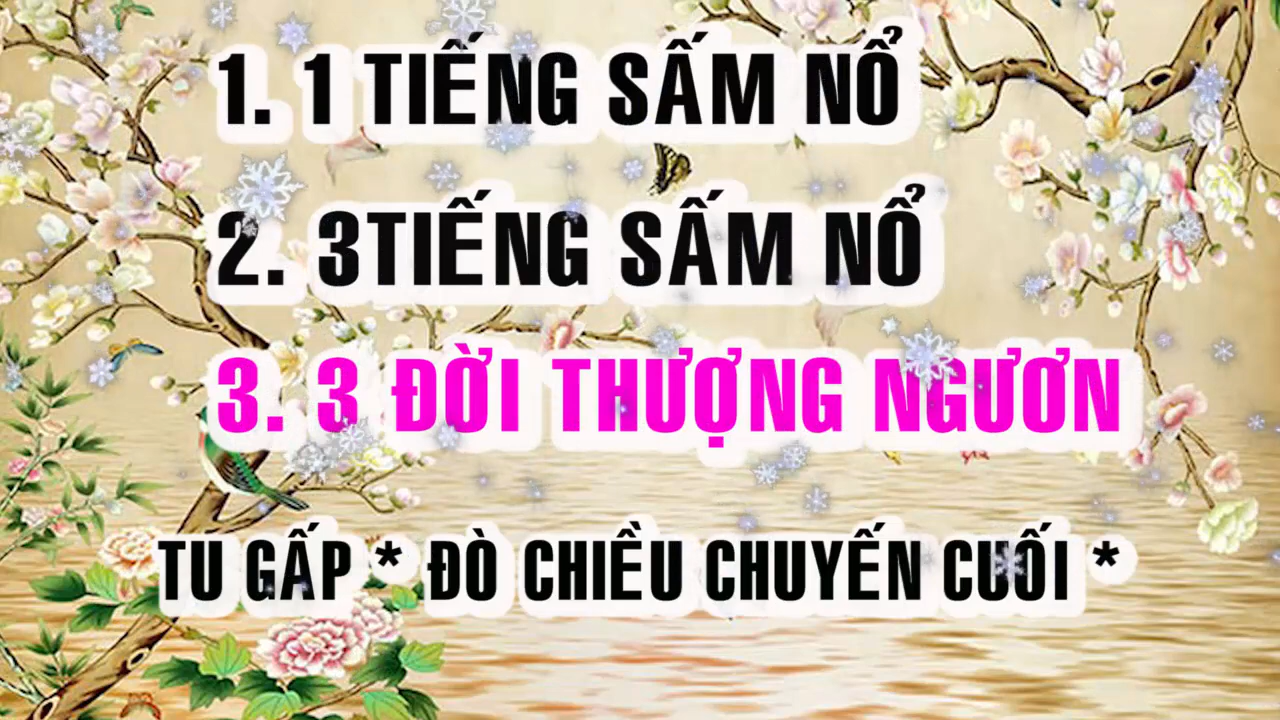 1. 1 TIẾNG SẤM NỔ
2. 3TIẾNG SẤM NỔ
3. 3 ĐỜI THƯỢNG NGƯƠN
TU GẤP * ĐÒ CHIỀU CHUYẾN CUỐI *